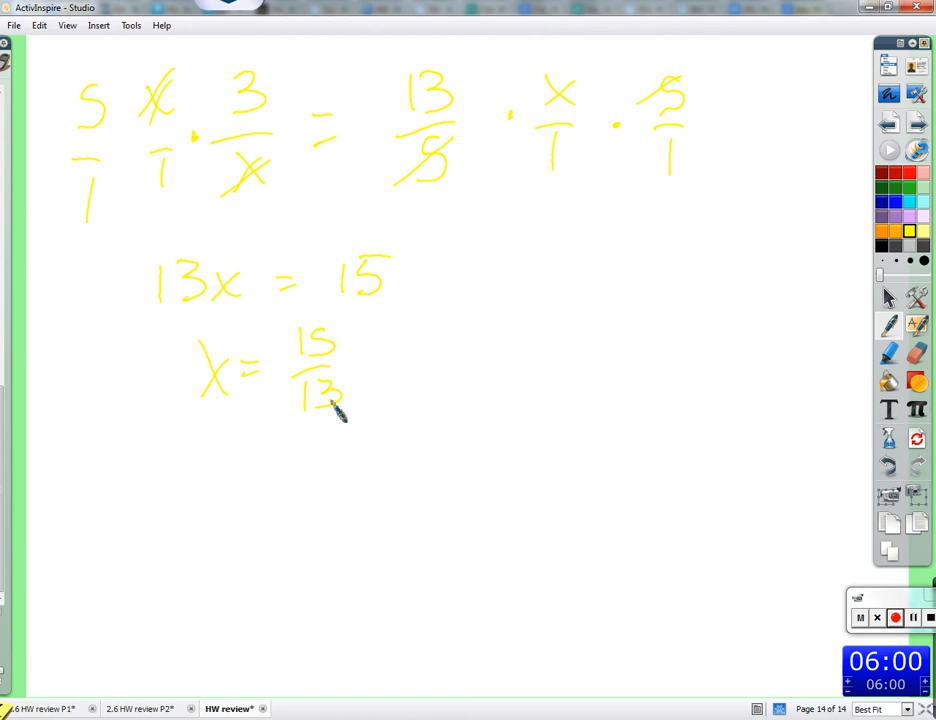 ActivInspire - Studio
File Edit View Insert Tools Help
5/1 x/1 · 3/x = 13/5 · x/1 · 5/1
13x = 15
x = 15/13
M
06:00
06:00
.6 HW review P1* 2.6 HW review P2* HW review* Page 14 of 14 Best Fit